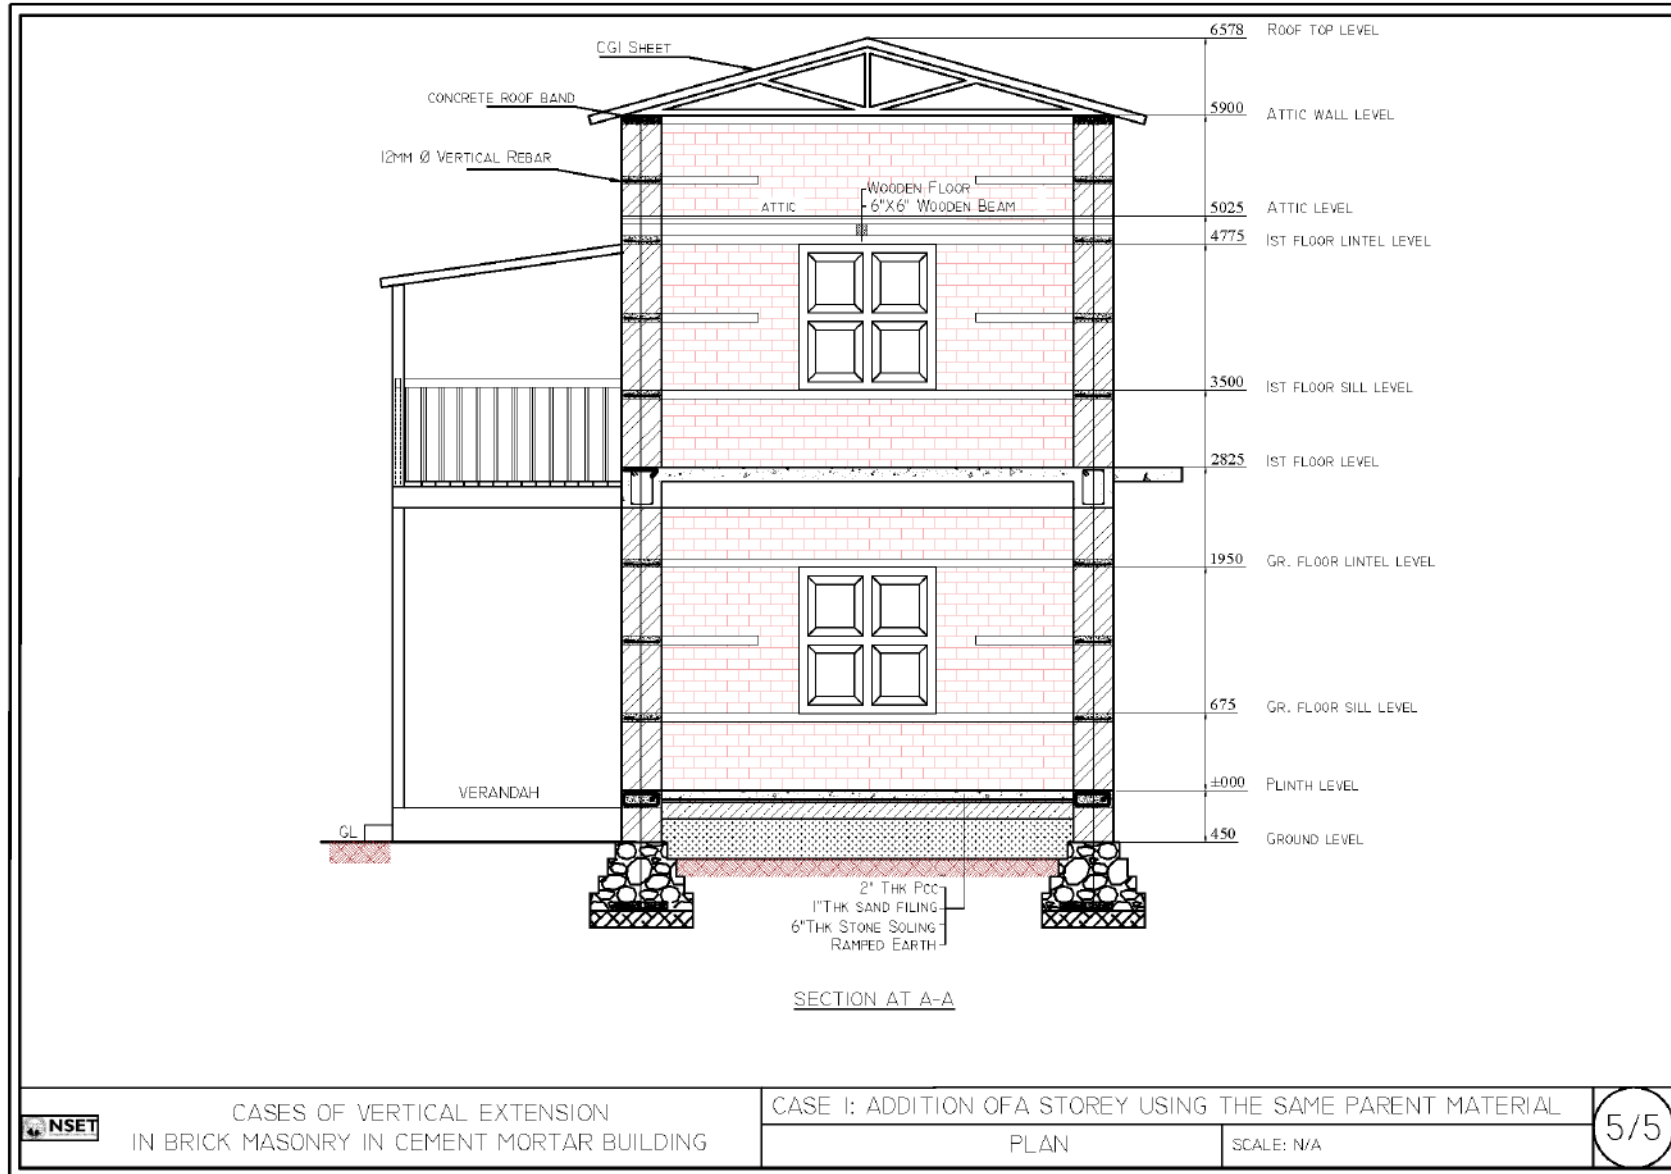 6578 ROOF TOP LEVEL
CGI SHEET
CONCRETE ROOF BAND
5900 ATTIC WALL LEVEL
12MM Ø VERTICAL REBAR
WOODEN FLOOR
ATTIC 6"X6" WOODEN BEAM
5025 ATTIC LEVEL
4775 1ST FLOOR LINTEL LEVEL
3500 1ST FLOOR SILL LEVEL
2825 1ST FLOOR LEVEL
1950 GR. FLOOR LINTEL LEVEL
675 GR. FLOOR SILL LEVEL
±000 PLINTH LEVEL
VERANDAH
GL
450 GROUND LEVEL
2" THK PCC
1"THK SAND FILING
6"THK STONE SOLING
RAMPED EARTH
SECTION AT A-A
NSET
CASES OF VERTICAL EXTENSION
IN BRICK MASONRY IN CEMENT MORTAR BUILDING
CASE 1: ADDITION OFA STOREY USING THE SAME PARENT MATERIAL
PLAN
SCALE: N/A
5/5